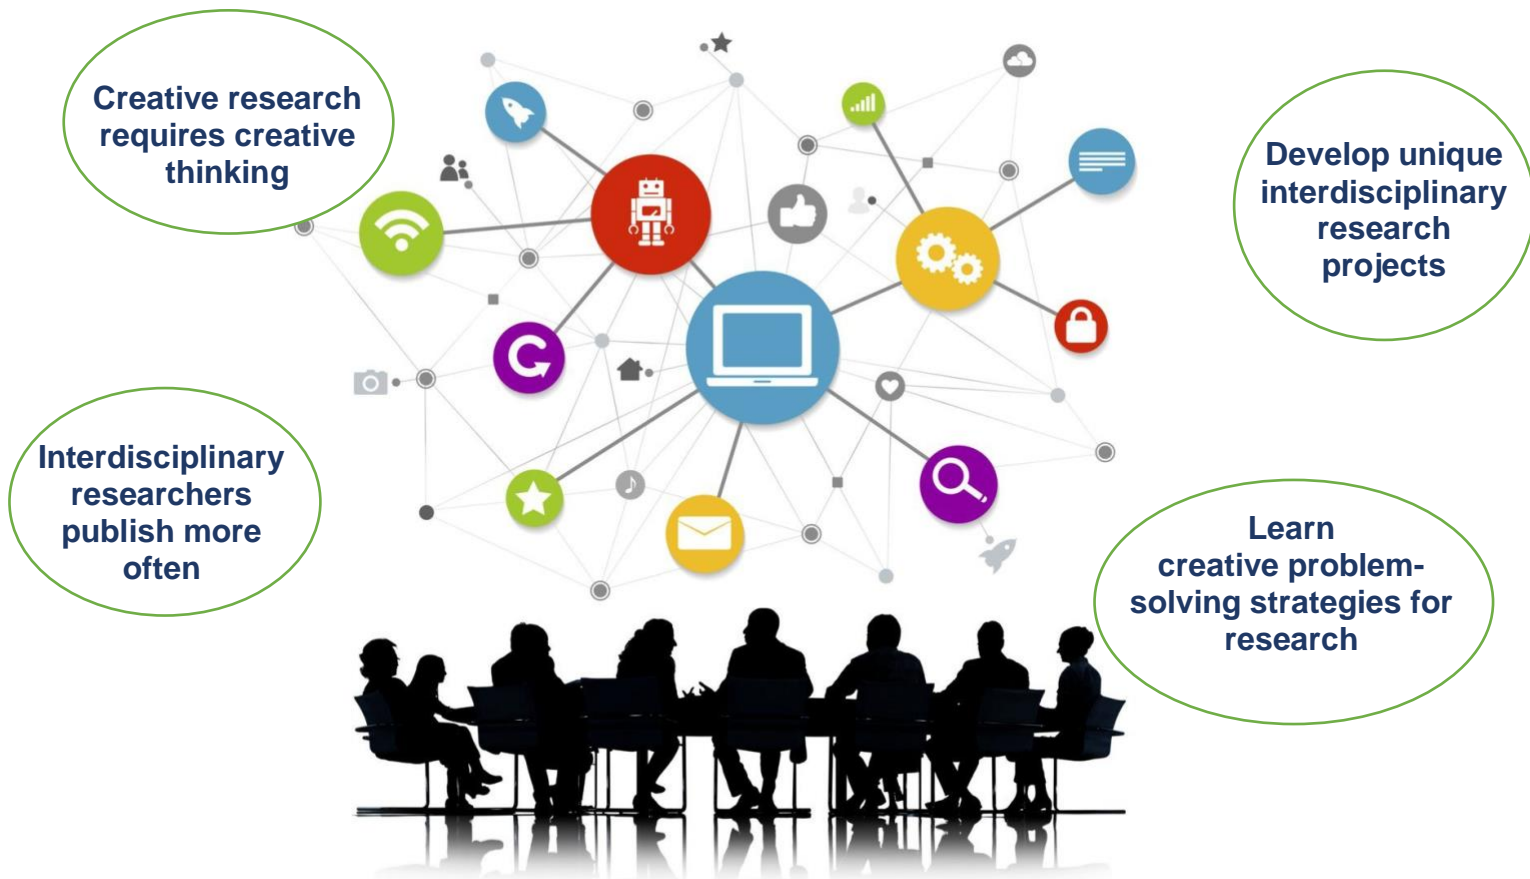 Creative research
requires creative
thinking
Develop unique
interdisciplinary
research
projects
Interdisciplinary
researchers
publish more
often
Learn
creative problem-
solving strategies for
research